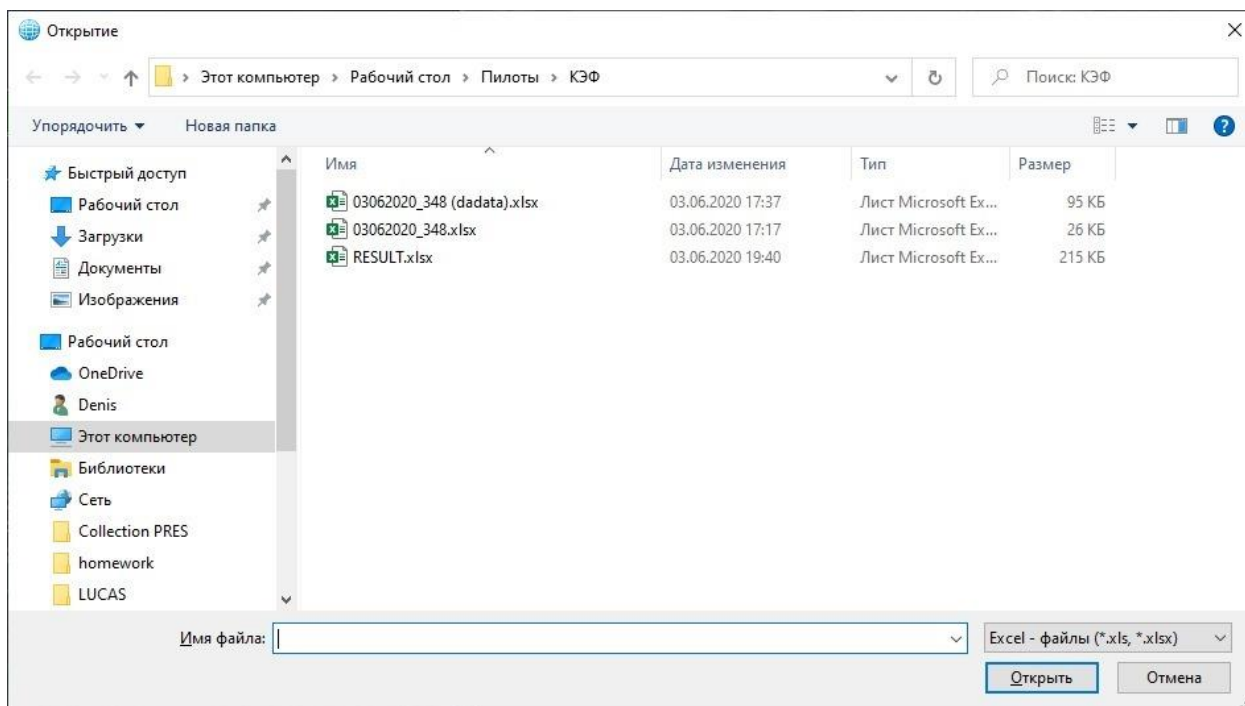 Открытие
Этот компьютер > Рабочий стол > Пилоты > КЭФ
Поиск: КЭФ
Упорядочить
Новая папка
Имя Дата изменения Тип Размер
Быстрый доступ
Рабочий стол
Загрузки
Документы
Изображения
Рабочий стол
OneDrive
Denis
Этот компьютер
Библиотеки
Сеть
Collection PRES
homework
LUCAS
03062020_348 (dadata).xlsx 03.06.2020 17:37 Лист Microsoft Ex... 95 КБ
03062020_348.xlsx 03.06.2020 17:17 Лист Microsoft Ex... 26 КБ
RESULT.xlsx 03.06.2020 19:40 Лист Microsoft Ex... 215 КБ
Имя файла:
Excel - файлы (*.xls, *.xlsx)
Открыть
Отмена